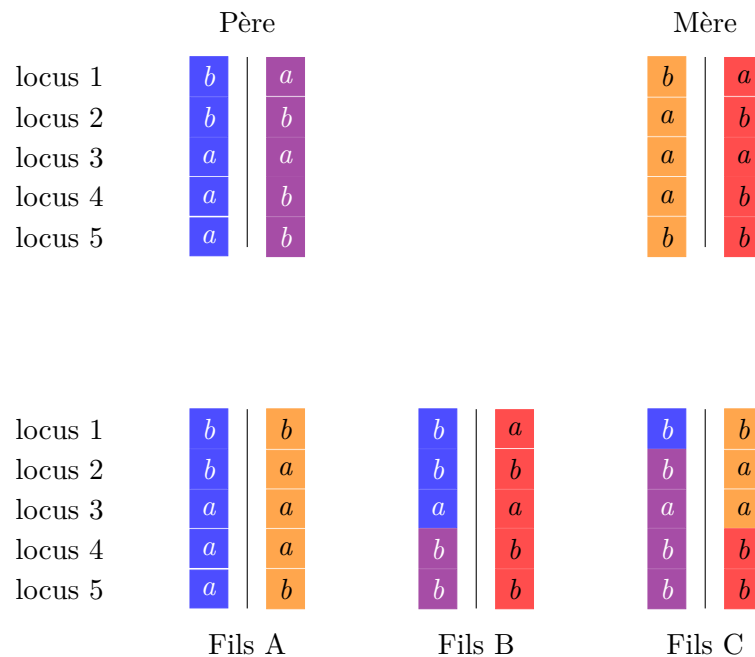 Père Mère
locus 1 b a b a
locus 2 b b a b
locus 3 a a a a
locus 4 a b a b
locus 5 a b b b
locus 1 b b b a b b
locus 2 b a b b b a
locus 3 a a a a a a
locus 4 a a b b b b
locus 5 a b b b b b
Fils A Fils B Fils C